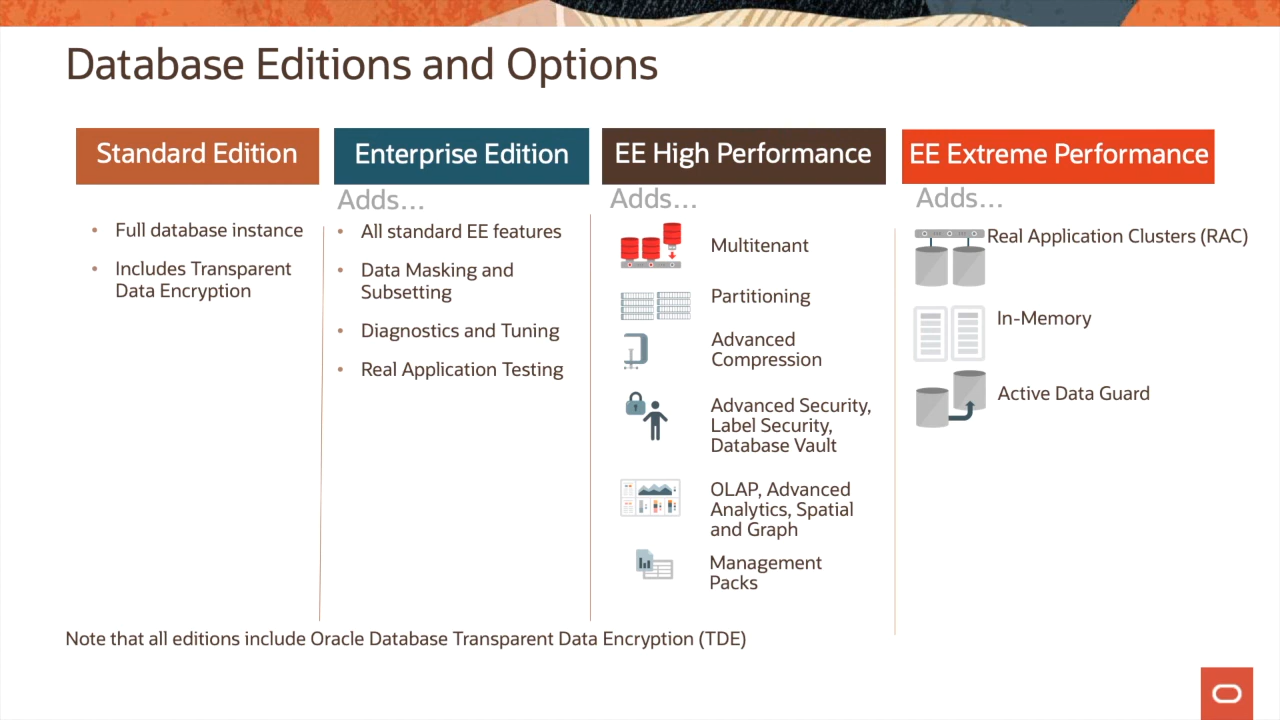 Database Editions and Options
Standard Edition
• Full database instance
• Includes Transparent
Data Encryption
Enterprise Edition
Adds...
• All standard EE features
• Data Masking and
Subsetting
• Diagnostics and Tuning
• Real Application Testing
EE High Performance
Adds...
Multitenant
Partitioning
Advanced
Compression
Advanced Security,
Label Security,
Database Vault
OLAP, Advanced
Analytics, Spatial
and Graph
Management
Packs
EE Extreme Performance
Adds...
Real Application Clusters (RAC)
In-Memory
Active Data Guard
Note that all editions include Oracle Database Transparent Data Encryption (TDE)